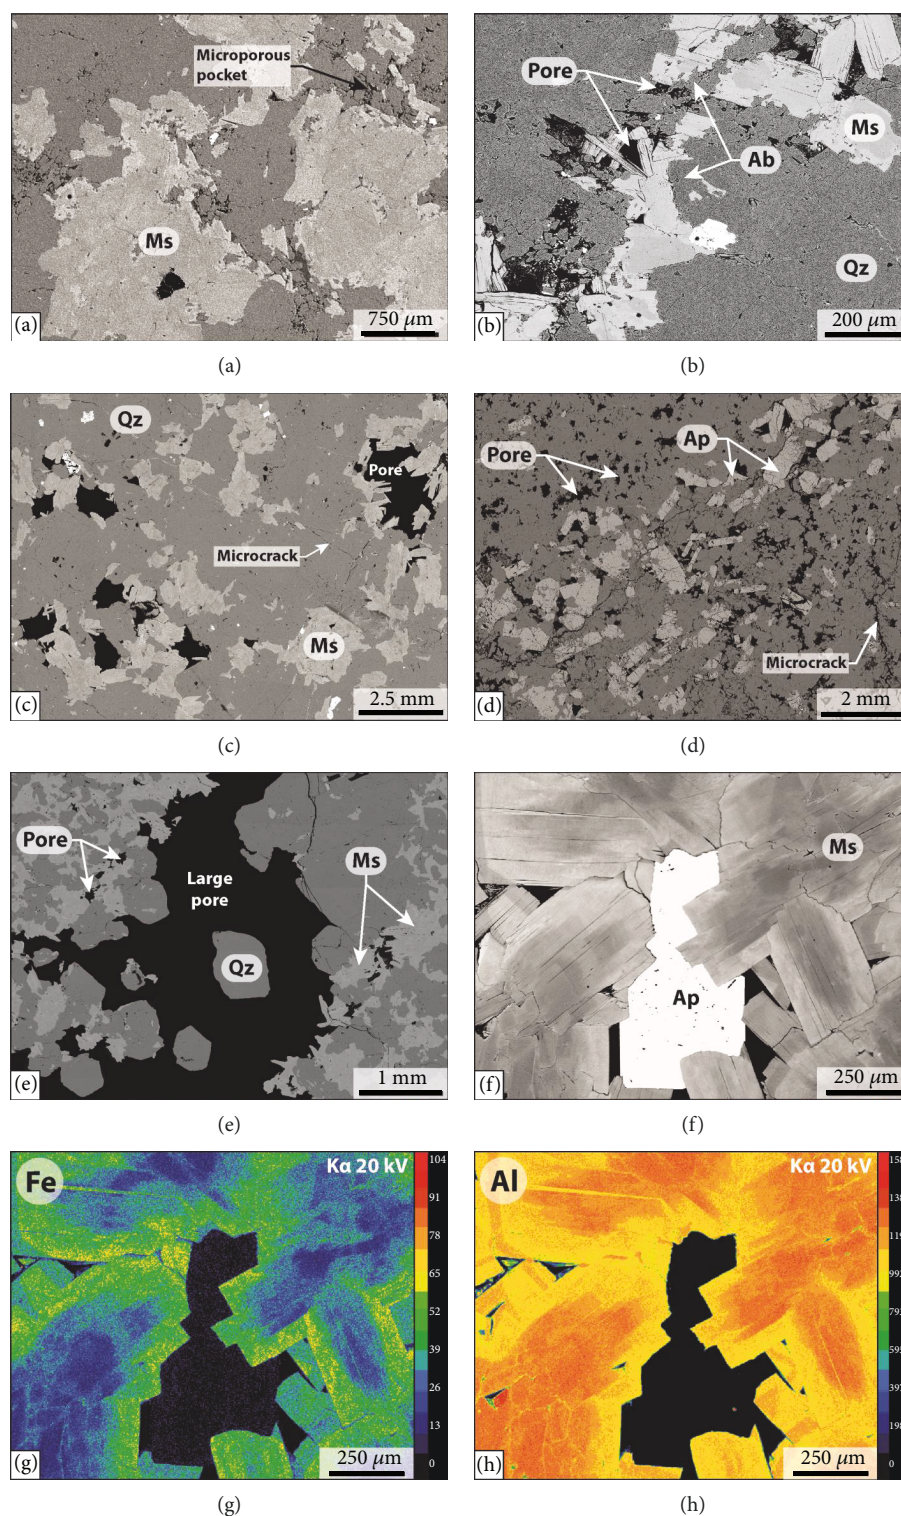 Microporous
pocket
Ms
(a)
750 µm
(a)
Pore
Ms
Ab
Qz
(b)
200 µm
(b)
Qz
Pore
Microcrack
Ms
(c)
2.5 mm
(c)
Ap
Pore
Microcrack
(d)
2 mm
(d)
Pore
Ms
Large
pore
Qz
(e)
1 mm
(e)
Ms
Ap
(f)
250 µm
(f)
Fe
Kα 20 kV
104
91
78
65
52
39
26
13
0
(g)
250 µm
(g)
Al
Kα 20 kV
0
(h)
250 µm
(h)